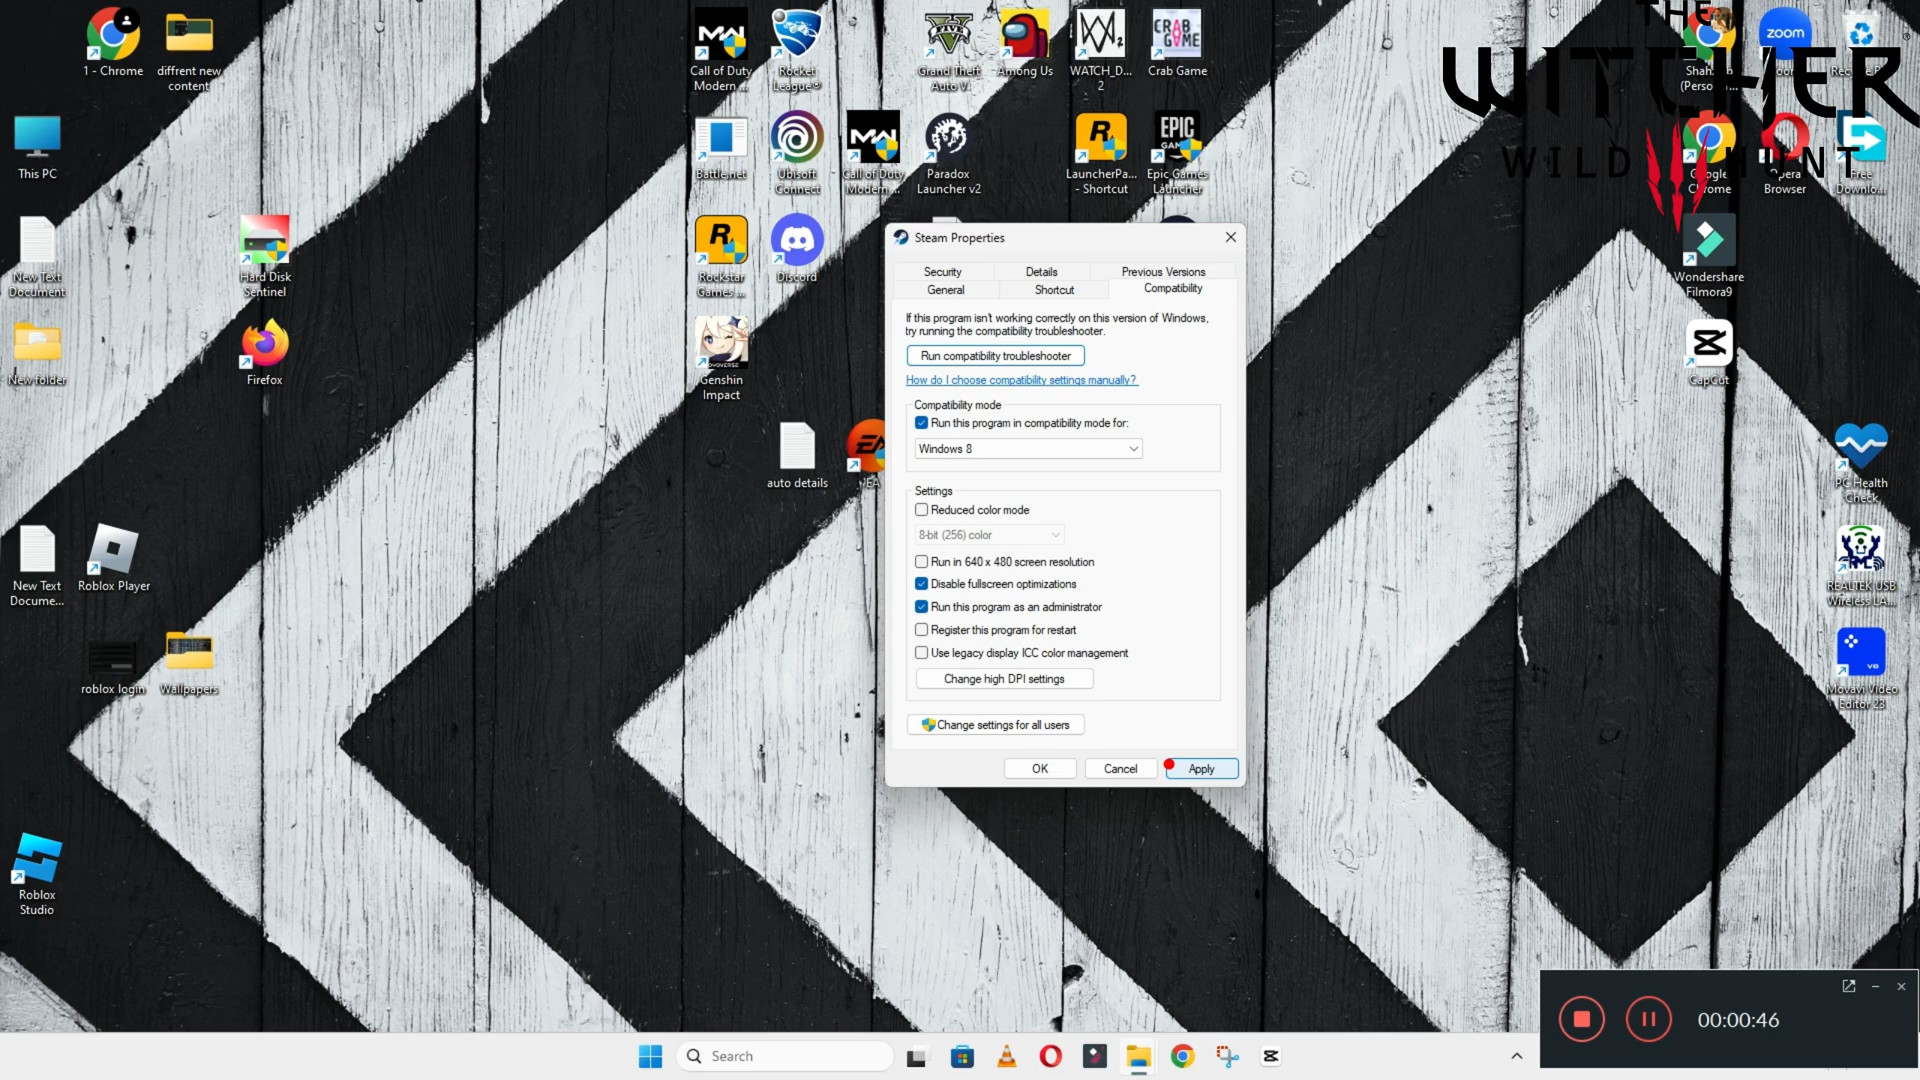 1 - Chrome
diffrent new
content
This PC
New Text
Document
Hard Disk
Sentinel
New folder
Firefox
New Text
Docume...
Roblox Player
roblox login
Wallpapers
Roblox
Studio
Call of Duty
Modern ...
Rocket
League®
Grand Theft
Auto V
Among Us
WATCH_D...
2
Crab Game
Battle.net
Ubisoft
Connect
Call of Duty
Modern ...
Paradox
Launcher v2
LauncherPa...
- Shortcut
Epic Games
Launcher
Rockstar
Games ...
Discord
Genshin
Impact
auto details
EA
THE
WITCHER
WILD HUNT
zoom
Google
Chrome
Opera
Browser
Free
Downlo...
Wondershare
Filmora9
CapCut
PC Health
Check
REALTEK USB
Wireless LA...
Movavi Video
Editor 23
Steam Properties
Security
Details
Previous Versions
General
Shortcut
Compatibility
If this program isn't working correctly on this version of Windows,
try running the compatibility troubleshooter.
Run compatibility troubleshooter
How do I choose compatibility settings manually?
Compatibility mode
Run this program in compatibility mode for:
Windows 8
Settings
Reduced color mode
8-bit (256) color
Run in 640 x 480 screen resolution
Disable fullscreen optimizations
Run this program as an administrator
Register this program for restart
Use legacy display ICC color management
Change high DPI settings
Change settings for all users
OK
Cancel
Apply
Search
00:00:46